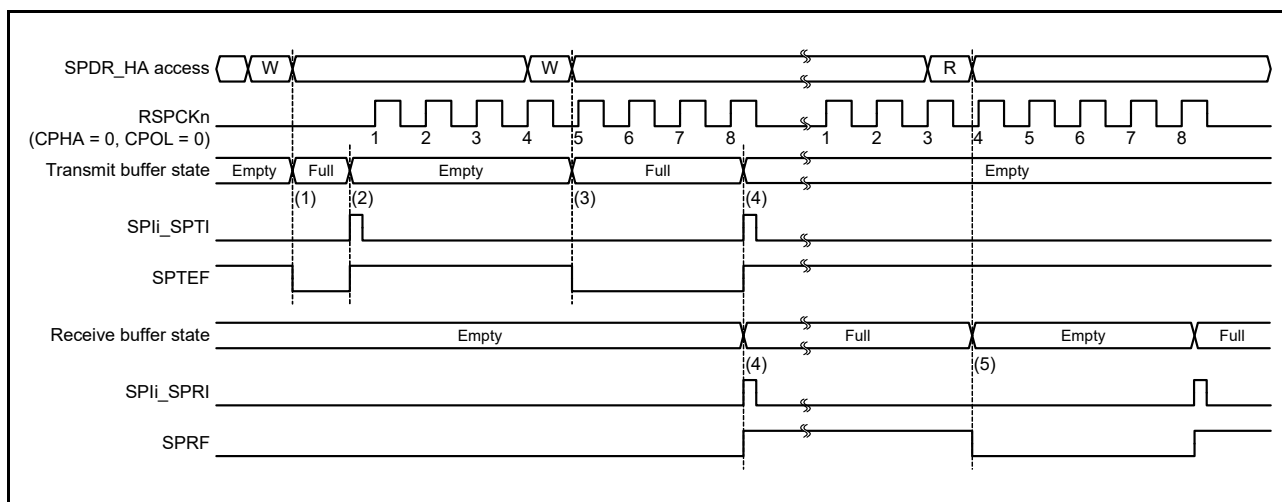 SPDR_HA access W W R
RSPCKn
(CPHA = 0, CPOL = 0)
1 2 3 4 5 6 7 8 1 2 3 4 5 6 7 8
Transmit buffer state Empty Full Empty Full Empty
(1) (2) (3) (4)
SPIi_SPTI
SPTEF
Receive buffer state Empty Full Empty Full
(4) (5)
SPIi_SPRI
SPRF